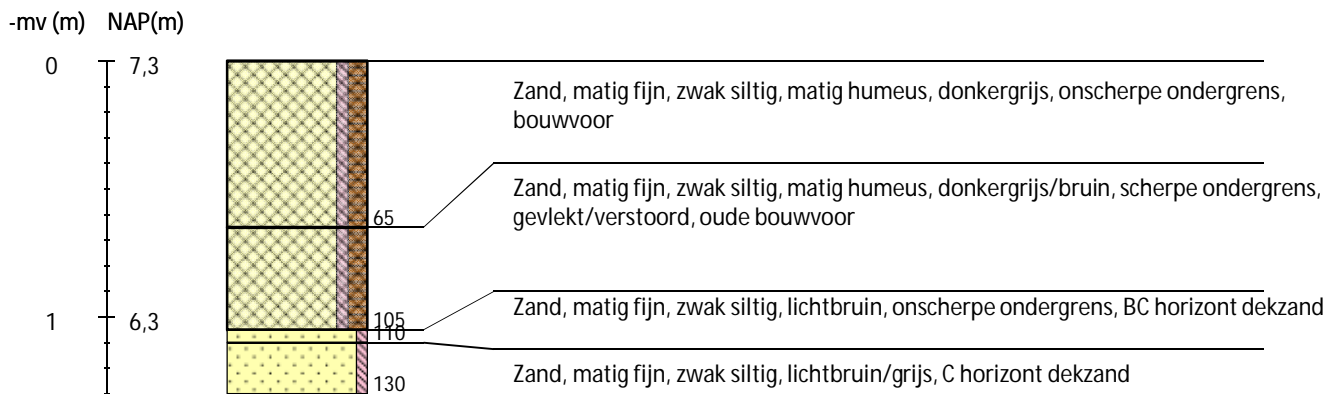 -mv (m) NAP(m)
0 7,3
Zand, matig fijn, zwak siltig, matig humeus, donkergrijs, onscherpe ondergrens,
bouwvoor
Zand, matig fijn, zwak siltig, matig humeus, donkergrijs/bruin, scherpe ondergrens,
gevlekt/verstoord, oude bouwvoor
65
Zand, matig fijn, zwak siltig, lichtbruin, onscherpe ondergrens, BC horizont dekzand
1 6,3
105
110
Zand, matig fijn, zwak siltig, lichtbruin/grijs, C horizont dekzand
130